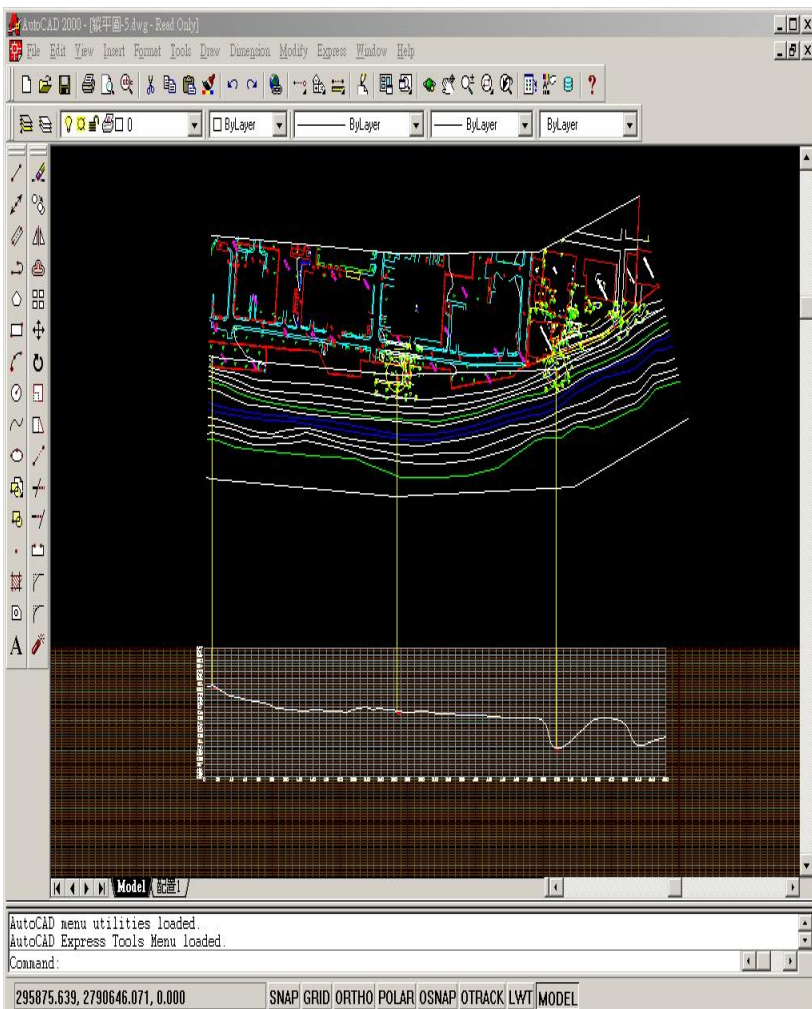 AutoCAD 2000 - [縱平圖-5.dwg - Read Only]
File Edit View Insert Format Tools Draw Dimension Modify Express Window Help
0 ByLayer ByLayer ByLayer ByLayer
A
Model 配置1
AutoCAD menu utilities loaded.
AutoCAD Express Tools Menu loaded.
Command:
295875.639, 2790646.071, 0.000 SNAP GRID ORTHO POLAR OSNAP OTRACK LWT MODEL